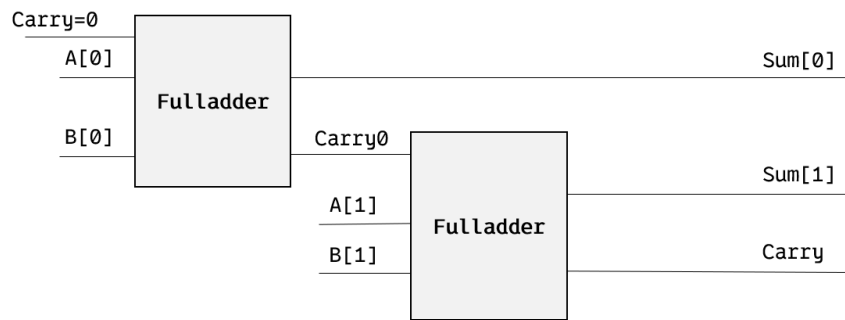 Carry=0
A[0]
B[0]
Fulladder
Sum[0]
Carry0
A[1]
B[1]
Fulladder
Sum[1]
Carry